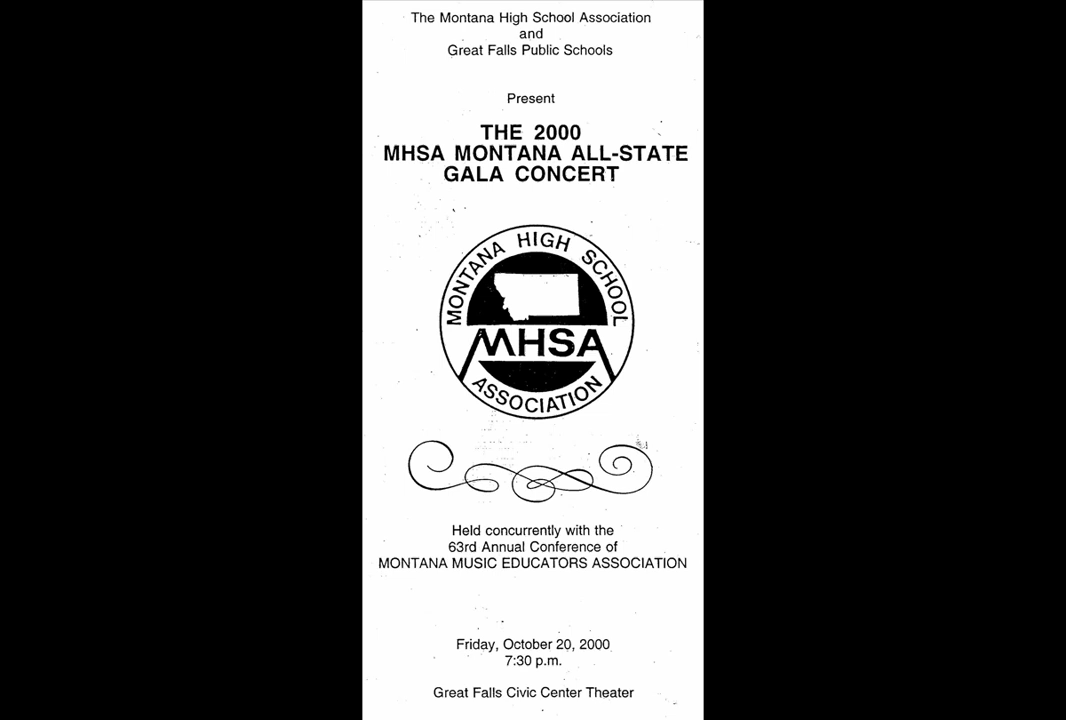 The Montana High School Association
and
Great Falls Public Schools
Present
THE 2000
MHSA MONTANA ALL-STATE
GALA CONCERT
MONTANA HIGH SCHOOL
MHSA
ASSOCIATION
Held concurrently with the
63rd Annual Conference of
MONTANA MUSIC EDUCATORS ASSOCIATION
Friday, October 20, 2000
7:30 p.m.
Great Falls Civic Center Theater